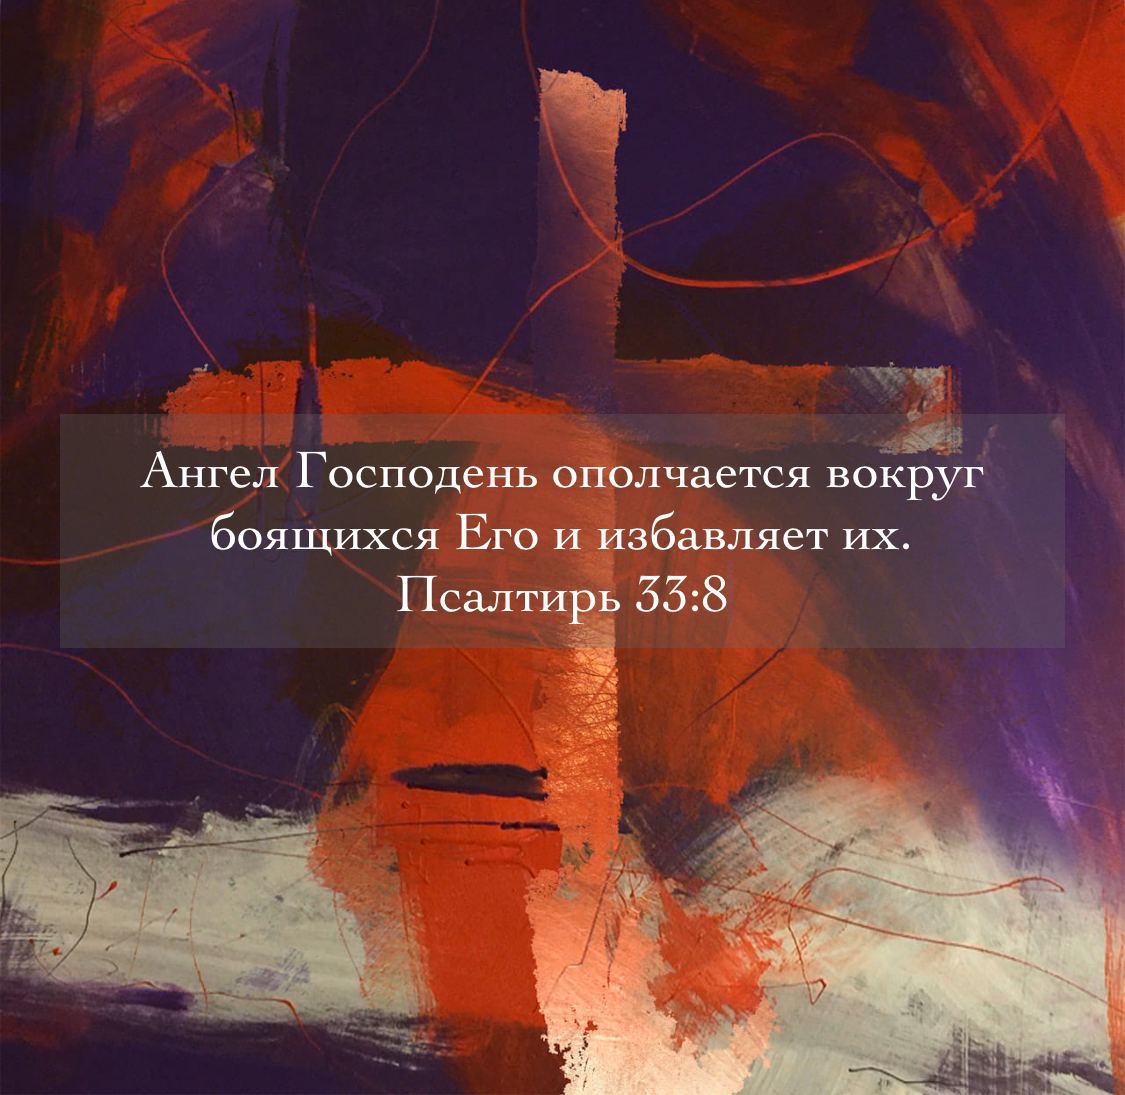 Ангел Господень ополчается вокруг
боящихся Его и избавляет их.
Псалтирь 33:8